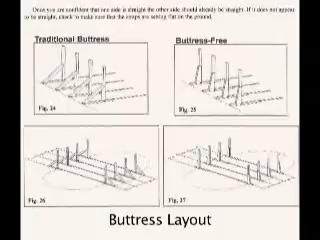 Once you are confident that one side is straight the other side should already be straight. If it does not appear
to be straight, check to make sure that the hoops are setting flat on the ground.
Traditional Buttress
Buttress-Free
Fig. 24
Fig. 25
Fig. 26
Fig. 27
Buttress Layout